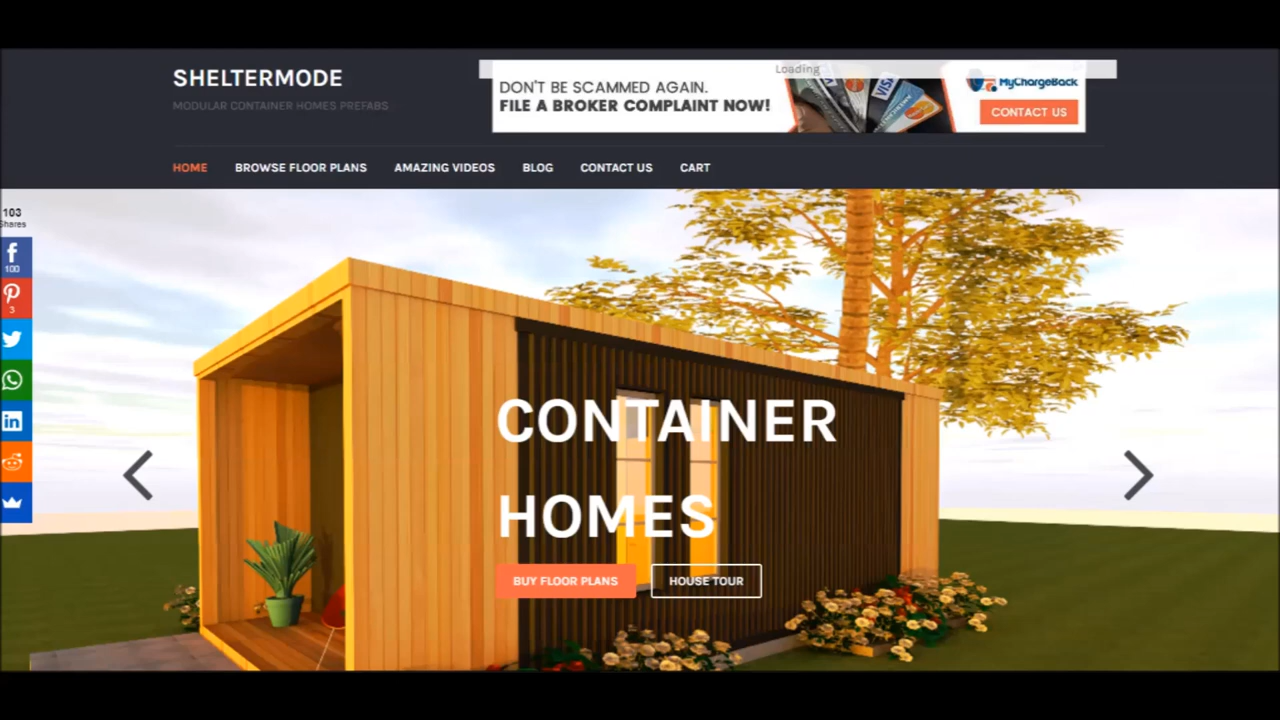 SHELTERMODE
MODULAR CONTAINER HOMES PREFABS
Loading
DON'T BE SCAMMED AGAIN.
FILE A BROKER COMPLAINT NOW!
VISA
MyChargeBack
CONTACT US
HOME BROWSE FLOOR PLANS AMAZING VIDEOS BLOG CONTACT US CART
103
Shares
100
3
CONTAINER
HOMES
BUY FLOOR PLANS HOUSE TOUR